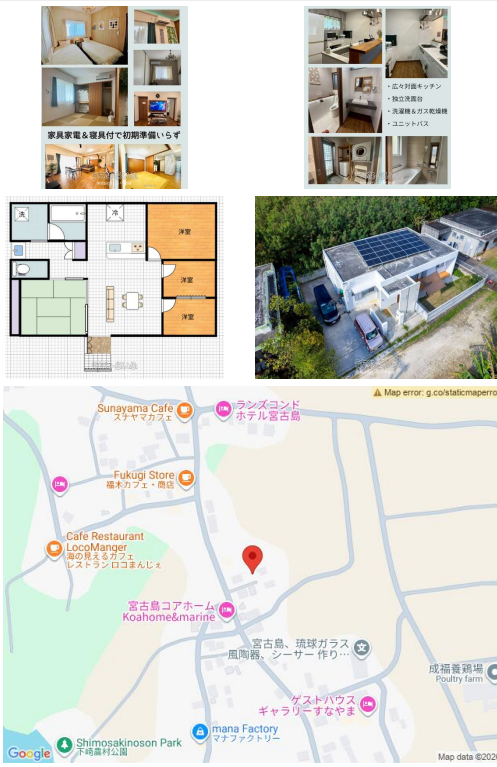 家具家電＆寝具付で初期準備いらず
・広々対面キッチン
・独立洗面台
・洗濯機＆ガス乾燥機
・ユニットバス
洗
冷
洋室
洋室
洋室
Map error: g.co/staticmaperro
Sunayama Cafe
スナヤマカフェ
ランズコンド
ホテル宮古島
Fukugi Store
福木カフェ・商店
Cafe Restaurant
LocoManger
海の見えるカフェ
レストラン ロコまんじぇ
宮古島コアホーム
Koahome&marine
宮古島、琉球ガラス
風陶器、シーサー 作り…
成福養鶏場
Poultry farm
ゲストハウス
ギャラリーすなやま
mana Factory
マナファクトリー
Shimosakinoson Park
下崎農村公園
Google
Map data ©202